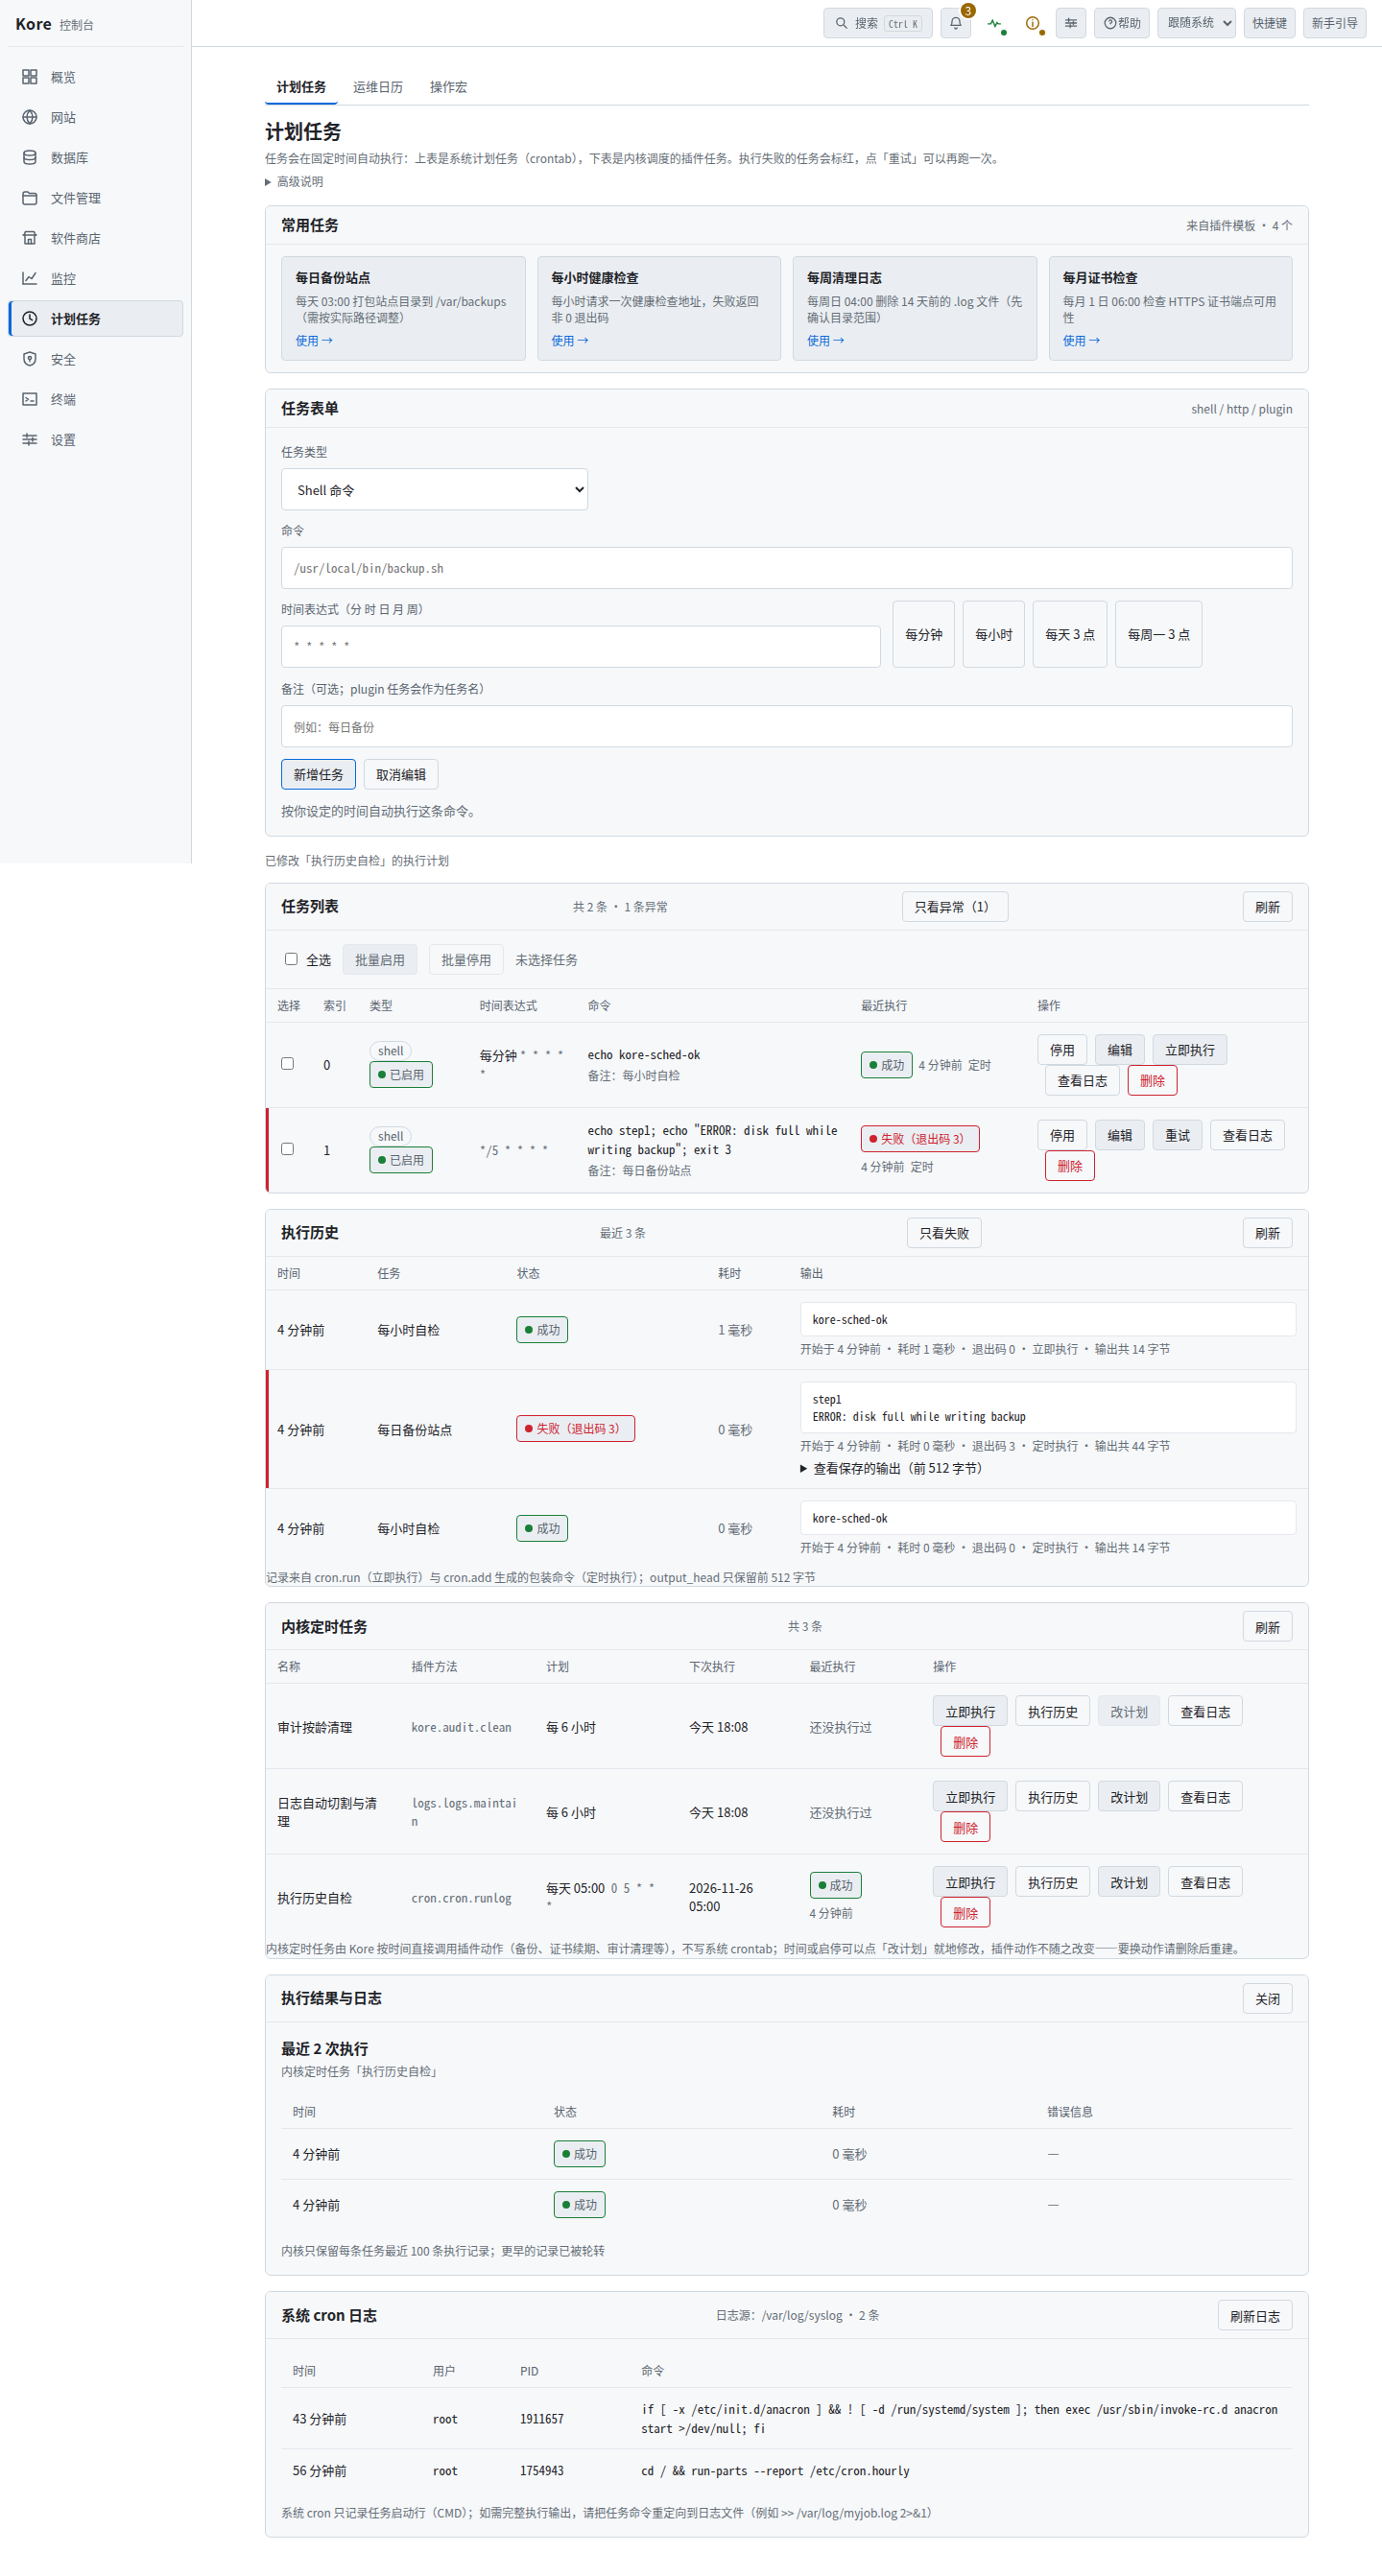 Kore 控制台
搜索 Ctrl K
3
帮助
跟随系统
快捷键
新手引导
概览
网站
数据库
文件管理
软件商店
监控
计划任务
安全
终端
设置
计划任务 运维日历 操作宏
计划任务
任务会在固定时间自动执行：上表是系统计划任务（crontab），下表是内核调度的插件任务。执行失败的任务会标红，点「重试」可以再跑一次。
高级说明
常用任务 来自插件模板 · 4 个
每日备份站点
每天 03:00 打包站点目录到 /var/backups
（需按实际路径调整）
使用 →
每小时健康检查
每小时请求一次健康检查地址，失败返回
非 0 退出码
使用 →
每周清理日志
每周日 04:00 删除 14 天前的 .log 文件（先
确认目录范围）
使用 →
每月证书检查
每月 1 日 06:00 检查 HTTPS 证书端点可用
性
使用 →
任务表单 shell / http / plugin
任务类型
Shell 命令
命令
/usr/local/bin/backup.sh
时间表达式（分 时 日 月 周）
* * * * *
每分钟 每小时 每天 3 点 每周一 3 点
备注（可选；plugin 任务会作为任务名）
例如：每日备份
新增任务 取消编辑
按你设定的时间自动执行这条命令。
已修改「执行历史自检」的执行计划
任务列表 共 2 条 · 1 条异常 只看异常（1） 刷新
全选 批量启用 批量停用 未选择任务
选择 索引 类型 时间表达式 命令 最近执行 操作
0 shell 已启用 每分钟 * * * * * echo kore-sched-ok 成功 4 分钟前 定时 停用 编辑 立即执行
备注：每小时自检 查看日志 删除
1 shell 已启用 */5 * * * * echo step1; echo "ERROR: disk full while 失败（退出码 3） 停用 编辑 重试 查看日志
writing backup"; exit 3
备注：每日备份站点 4 分钟前 定时 删除
执行历史 最近 3 条 只看失败 刷新
时间 任务 状态 耗时 输出
4 分钟前 每小时自检 成功 1 毫秒 kore-sched-ok
开始于 4 分钟前 · 耗时 1 毫秒 · 退出码 0 · 立即执行 · 输出共 14 字节
4 分钟前 每日备份站点 失败（退出码 3） 0 毫秒 step1
ERROR: disk full while writing backup
开始于 4 分钟前 · 耗时 0 毫秒 · 退出码 3 · 定时执行 · 输出共 44 字节
查看保存的输出（前 512 字节）
4 分钟前 每小时自检 成功 0 毫秒 kore-sched-ok
开始于 4 分钟前 · 耗时 0 毫秒 · 退出码 0 · 定时执行 · 输出共 14 字节
记录来自 cron.run（立即执行）与 cron.add 生成的包装命令（定时执行）；output_head 只保留前 512 字节
内核定时任务 共 3 条 刷新
名称 插件方法 计划 下次执行 最近执行 操作
审计按龄清理 kore.audit.clean 每 6 小时 今天 18:08 还没执行过 立即执行 执行历史 改计划 查看日志
删除
日志自动切割与清 logs.logs.maintai 每 6 小时 今天 18:08 还没执行过 立即执行 执行历史 改计划 查看日志
理 n 删除
执行历史自检 cron.cron.runlog 每天 05:00 0 5 * * * 2026-11-26 05:00 成功 4 分钟前 立即执行 执行历史 改计划 查看日志
删除
内核定时任务由 Kore 按时间直接调用插件动作（备份、证书续期、审计清理等），不写系统 crontab；时间或启停可以点「改计划」就地修改，插件动作不随之改变——要换动作请删除后重建。
执行结果与日志 关闭
最近 2 次执行
内核定时任务「执行历史自检」
时间 状态 耗时 错误信息
4 分钟前 成功 0 毫秒 —
4 分钟前 成功 0 毫秒 —
内核只保留每条任务最近 100 条执行记录；更早的记录已被轮转
系统 cron 日志 日志源：/var/log/syslog · 2 条 刷新日志
时间 用户 PID 命令
43 分钟前 root 1911657 if [ -x /etc/init.d/anacron ] && ! [ -d /run/systemd/system ]; then exec /usr/sbin/invoke-rc.d anacron
start >/dev/null; fi
56 分钟前 root 1754943 cd / && run-parts --report /etc/cron.hourly
系统 cron 只记录任务启动行（CMD）；如需完整执行输出，请把任务命令重定向到日志文件（例如 >> /var/log/myjob.log 2>&1）